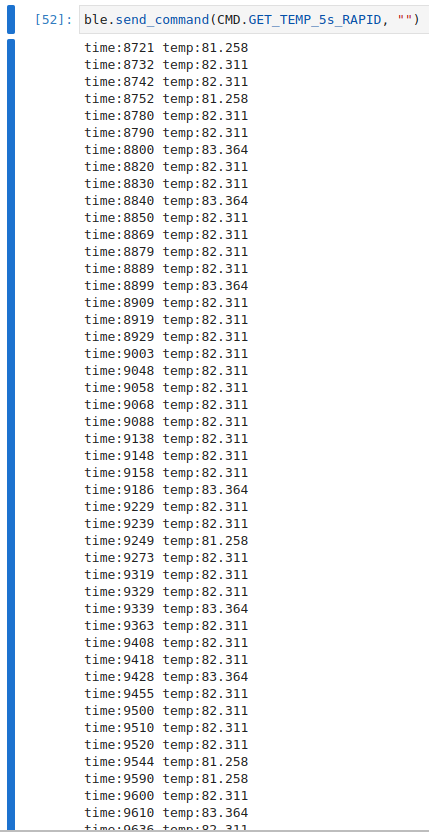 [52]: ble.send_command(CMD.GET_TEMP_5s_RAPID, "")
time:8721 temp:81.258
time:8732 temp:82.311
time:8742 temp:82.311
time:8752 temp:81.258
time:8780 temp:82.311
time:8790 temp:82.311
time:8800 temp:83.364
time:8820 temp:82.311
time:8830 temp:82.311
time:8840 temp:83.364
time:8850 temp:82.311
time:8869 temp:82.311
time:8879 temp:82.311
time:8889 temp:82.311
time:8899 temp:83.364
time:8909 temp:82.311
time:8919 temp:82.311
time:8929 temp:82.311
time:9003 temp:82.311
time:9048 temp:82.311
time:9058 temp:82.311
time:9068 temp:82.311
time:9088 temp:82.311
time:9138 temp:82.311
time:9148 temp:82.311
time:9158 temp:82.311
time:9186 temp:83.364
time:9229 temp:82.311
time:9239 temp:82.311
time:9249 temp:81.258
time:9273 temp:82.311
time:9319 temp:82.311
time:9329 temp:82.311
time:9339 temp:83.364
time:9363 temp:82.311
time:9408 temp:82.311
time:9418 temp:82.311
time:9428 temp:83.364
time:9455 temp:82.311
time:9500 temp:82.311
time:9510 temp:82.311
time:9520 temp:82.311
time:9544 temp:81.258
time:9590 temp:81.258
time:9600 temp:82.311
time:9610 temp:83.364
time:9636 temp:82.311